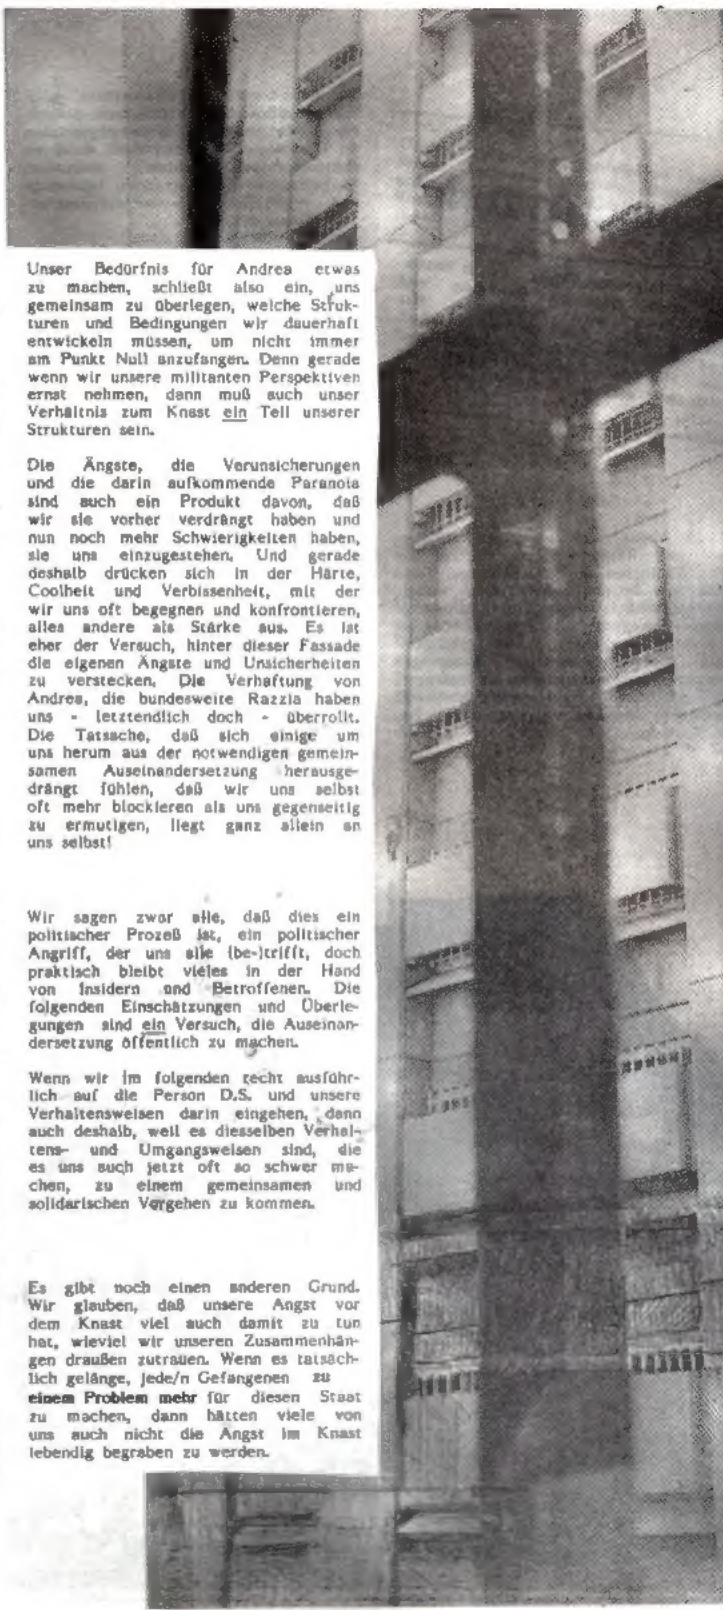 Unser Bedürfnis für Andrea etwas
zu machen, schließt also ein, uns
gemeinsam zu überlegen, welche Struk-
turen und Bedingungen wir dauerhaft
entwickeln müssen, um nicht immer
am Punkt Null anzufangen. Denn gerade
wenn wir unsere militanten Perspektiven
ernst nehmen, dann muß auch unser
Verhältnis zum Knast ein Teil unserer
Strukturen sein.
Die Ängste, die Verunsicherungen
und die darin aufkommende Paranoia
sind auch ein Produkt davon, daß
wir sie vorher verdrängt haben und
nun noch mehr Schwierigkeiten haben,
sie uns einzugestehen. Und gerade
deshalb drücken sich in der Härte,
Coolheit und Verbissenheit, mit der
wir uns oft begegnen und konfrontieren,
alles andere als Stärke aus. Es ist
eher der Versuch, hinter dieser Fassade
die eigenen Ängste und Unsicherheiten
zu verstecken. Die Verhaftung von
Andrea, die bundesweite Razzia haben
uns - letztendlich doch - überrollt.
Die Tatsache, daß sich einige um
uns herum aus der notwendigen gemein-
samen Auseinandersetzung herausge-
drängt fühlen, daß wir uns selbst
oft mehr blockieren als uns gegenseitig
zu ermutigen, liegt ganz allein an
uns selbst!
Wir sagen zwar alle, daß dies ein
politischer Prozeß ist, ein politischer
Angriff, der uns alle (be-)trifft, doch
praktisch bleibt vieles in der Hand
von Insidern und Betroffenen. Die
folgenden Einschätzungen und Überle-
gungen sind ein Versuch, die Auseinan-
dersetzung öffentlich zu machen.
Wenn wir im folgenden recht ausführ-
lich auf die Person D.S. und unsere
Verhaltensweisen darin eingehen, dann
auch deshalb, weil es diesselben Verhal-
tens- und Umgangsweisen sind, die
es uns auch jetzt oft so schwer ma-
chen, zu einem gemeinsamen und
solidarischen Vorgehen zu kommen.
Es gibt noch einen anderen Grund.
Wir glauben, daß unsere Angst vor
dem Knast viel auch damit zu tun
hat, wieviel wir unseren Zusammenhän-
gen draußen zutrauen. Wenn es tatsäch-
lich gelänge, jede/n Gefangenen zu
einem Problem mehr für diesen Staat
zu machen, dann hätten viele von
uns auch nicht die Angst im Knast
lebendig begraben zu werden.